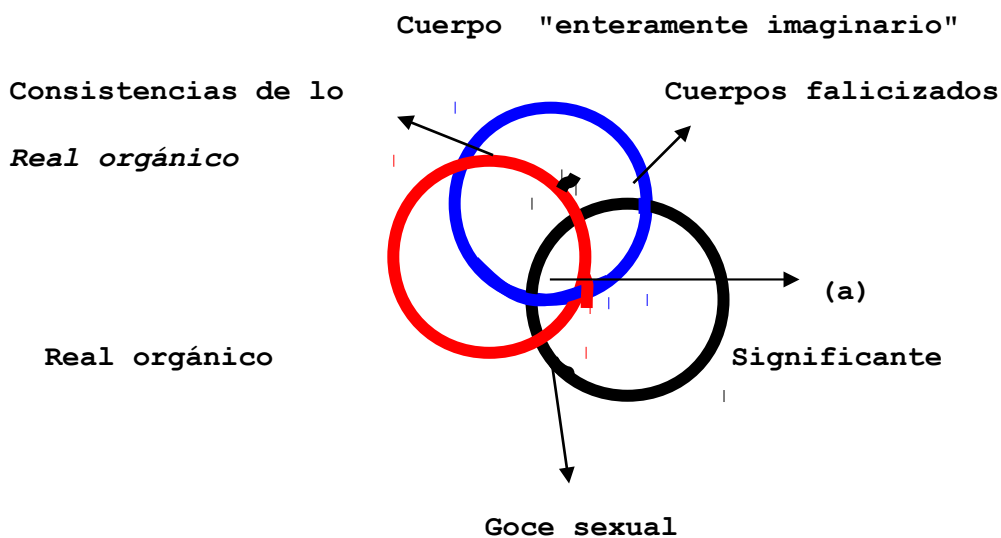 Cuerpo "enteramente imaginario"
Consistencias de lo
Cuerpos falicizados
Real orgánico
(a)
Real orgánico
Significante
Goce sexual